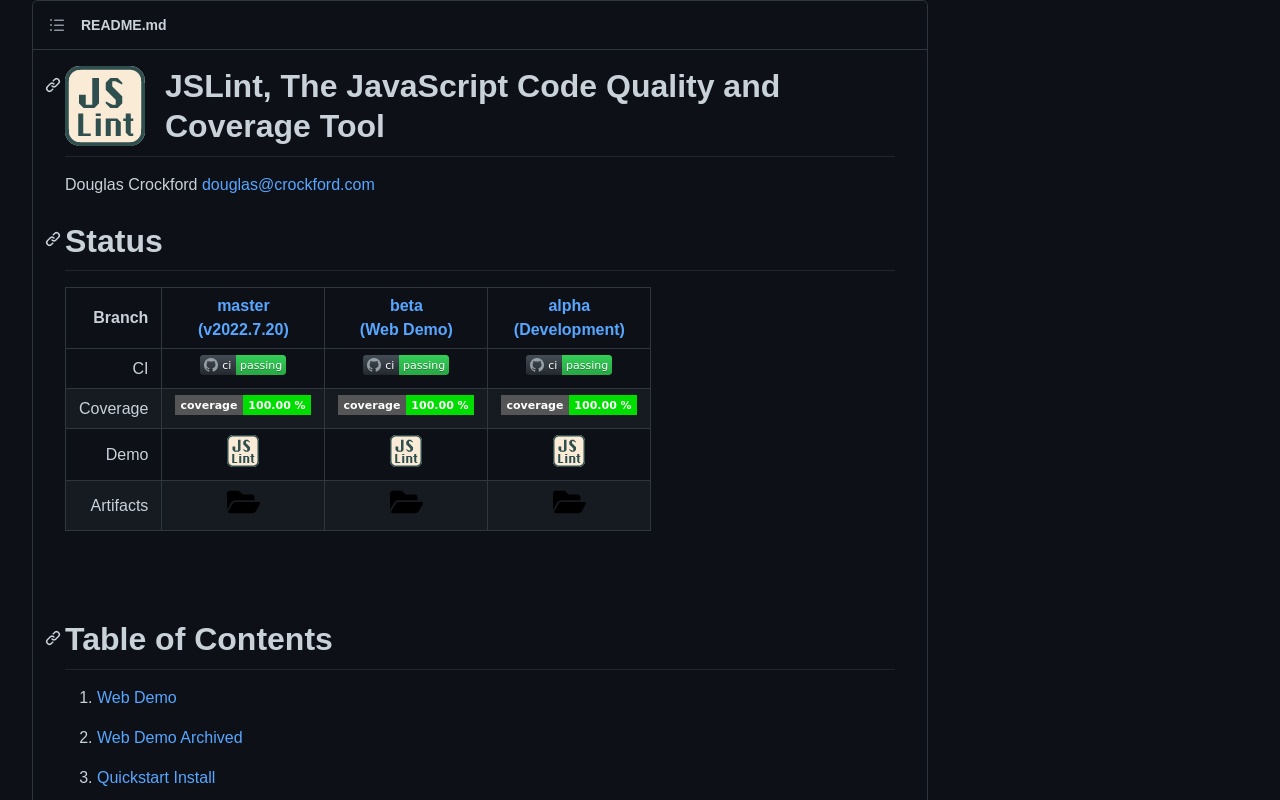 README.md
JS
Lint
JSLint, The JavaScript Code Quality and
Coverage Tool
Douglas Crockford douglas@crockford.com
Status
Branch master (v2022.7.20) beta (Web Demo) alpha (Development)
CI ci passing ci passing ci passing
Coverage coverage 100.00 % coverage 100.00 % coverage 100.00 %
Demo JS Lint JS Lint JS Lint
Artifacts
Table of Contents
1. Web Demo
2. Web Demo Archived
3. Quickstart Install